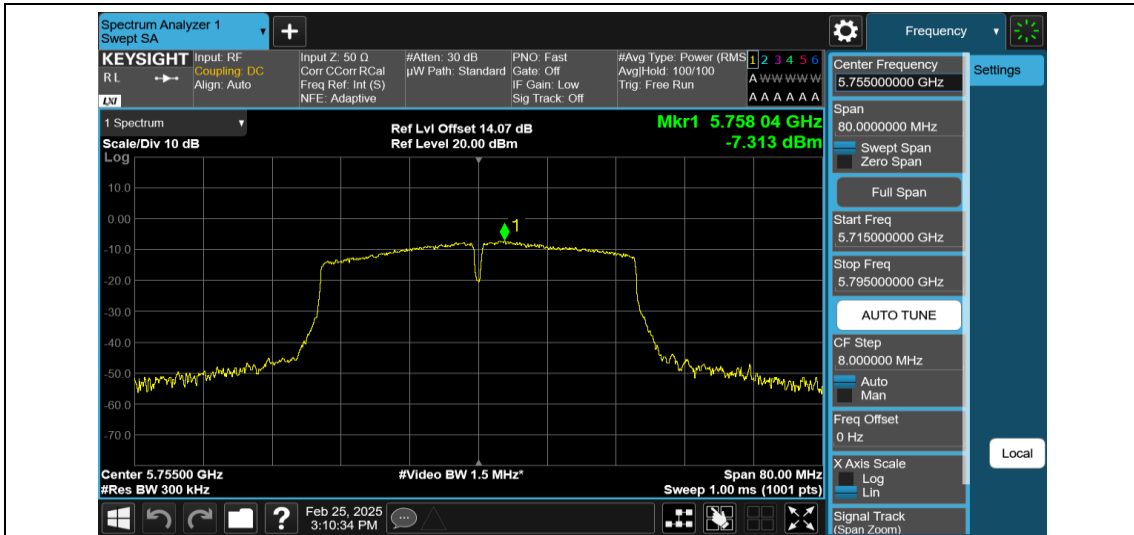 Spectrum Analyzer 1
Swept SA
+
Frequency
KEYSIGHT
R L
LXI
Input: RF
Coupling: DC
Align: Auto
Input Z: 50 Ω
Corr CCorr RCal
Freq Ref: Int (S)
NFE: Adaptive
#Atten: 30 dB
µW Path: Standard
PNO: Fast
Gate: Off
IF Gain: Low
Sig Track: Off
#Avg Type: Power (RMS
Avg|Hold: 100/100
Trig: Free Run
1 2 3 4 5 6
A W W W W W
A A A A A A
1 Spectrum
Scale/Div 10 dB
Log
Ref Lvl Offset 14.07 dB
Ref Level 20.00 dBm
Mkr1 5.758 04 GHz
-7.313 dBm
10.0
0.00
-10.0
-20.0
-30.0
-40.0
-50.0
-60.0
-70.0
1
Center 5.75500 GHz
#Res BW 300 kHz
#Video BW 1.5 MHz*
Span 80.00 MHz
Sweep 1.00 ms (1001 pts)
Center Frequency
5.755000000 GHz
Span
80.0000000 MHz
Swept Span
Zero Span
Full Span
Start Freq
5.715000000 GHz
Stop Freq
5.795000000 GHz
AUTO TUNE
CF Step
8.000000 MHz
Auto
Man
Freq Offset
0 Hz
X Axis Scale
Log
Lin
Signal Track
(Span Zoom)
Settings
Local
?
Feb 25, 2025
3:10:34 PM